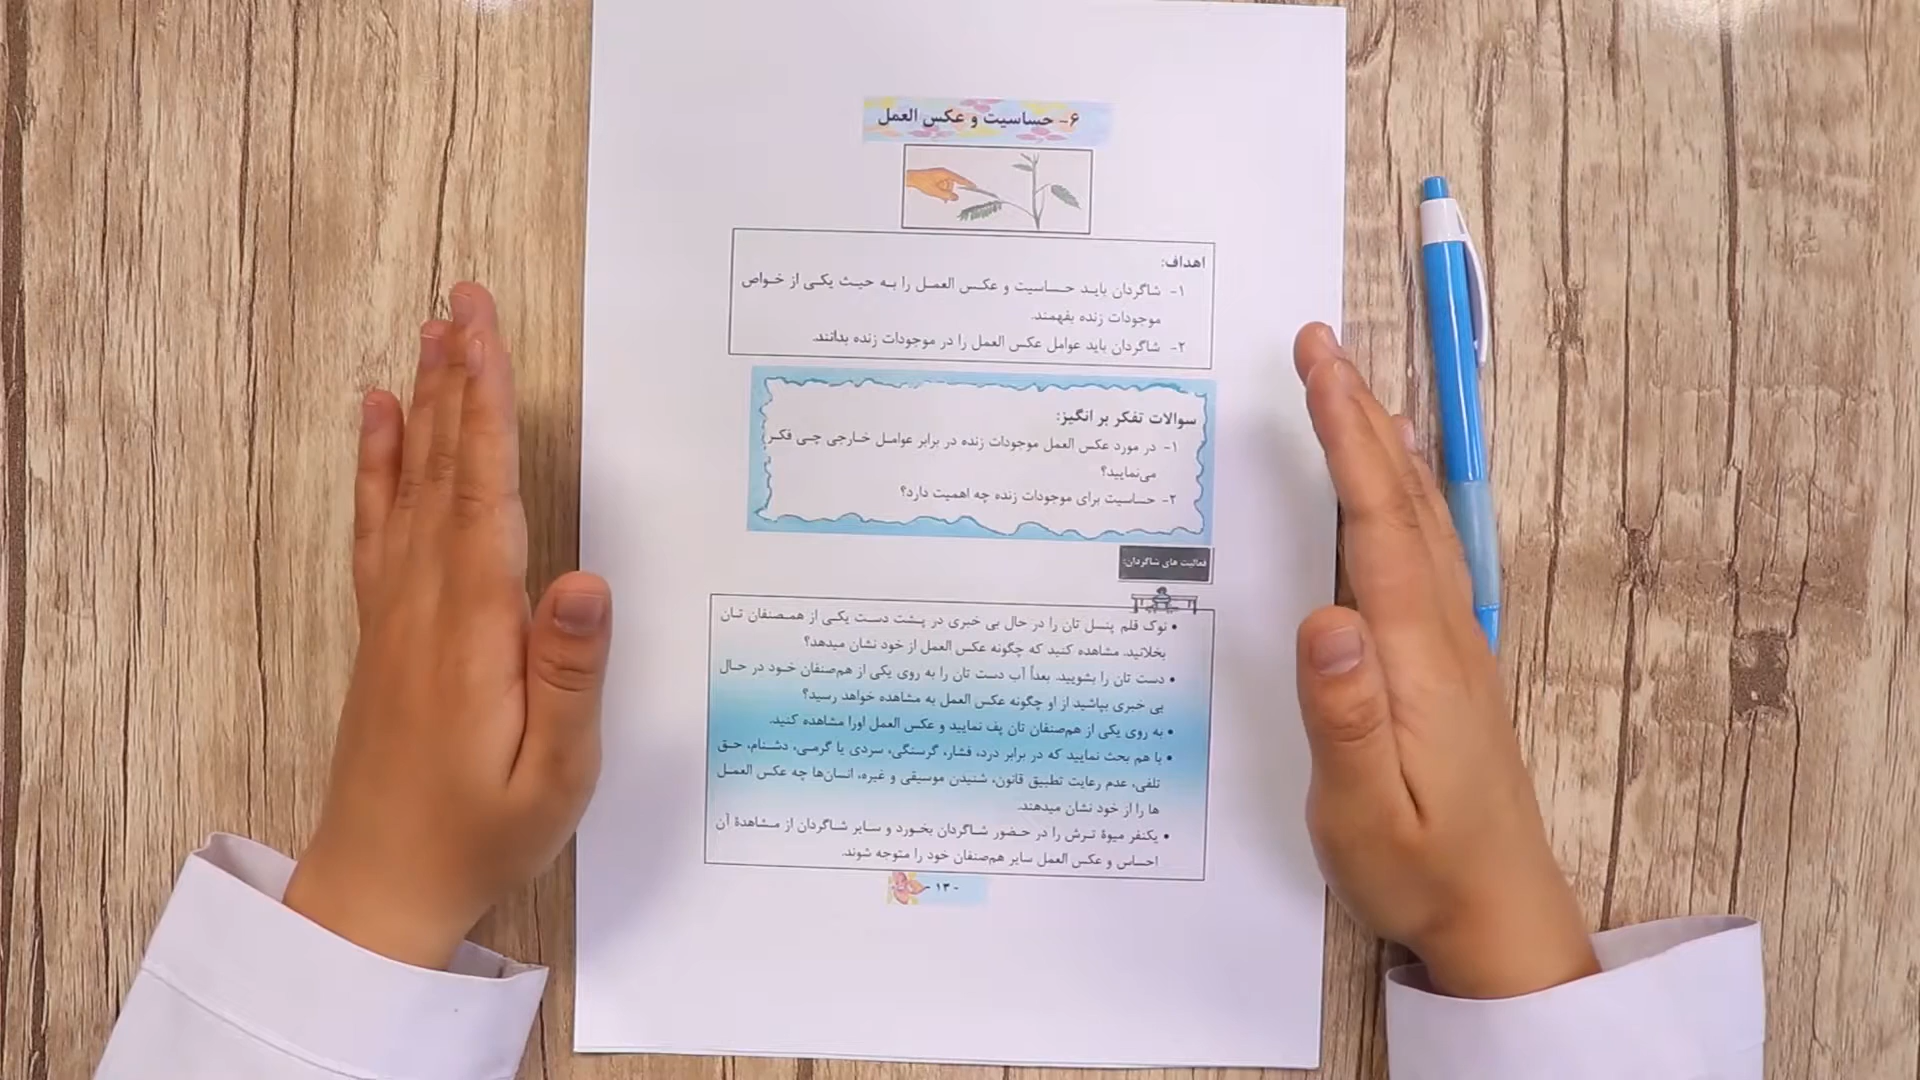 ۶- حساسیت و عکس العمل
اهداف:
۱- شاگردان باید حساسیت و عکس العمل را به حیث یکی از خواص
موجودات زنده بفهمند.
۲- شاگردان باید عوامل عکس العمل را در موجودات زنده بدانند.
سوالات تفکر بر انگیز:
۱- در مورد عکس العمل موجودات زنده در برابر عوامل خارجی چی فکر
می‌نمایید؟
۲- حساسیت برای موجودات زنده چه اهمیت دارد؟
فعالیت های شاگردان:
• نوک قلم پنسل تان را در حال بی خبری در پشت دست یکی از همصنفان تان
بخلانید. مشاهده کنید که چگونه عکس العمل از خود نشان میدهد؟
• دست تان را بشویید. بعداً آب دست تان را به روی یکی از هم‌صنفان خود در حال
بی خبری بپاشید از او چگونه عکس العمل به مشاهده خواهد رسید؟
• به روی یکی از هم‌صنفان تان پف نمایید و عکس العمل اورا مشاهده کنید.
• با هم بحث نمایید که در برابر درد، فشار، گرسنگی، سردی یا گرمی، دشنام، حق
تلفی، عدم رعایت تطبیق قانون، شنیدن موسیقی و غیره، انسان‌ها چه عکس العمل
ها را از خود نشان میدهند.
• یکنفر میوۀ ترش را در حضور شاگردان بخورد و سایر شاگردان از مشاهدۀ آن
احساس و عکس العمل سایر هم‌صنفان خود را متوجه شوند.
- ۱۳ -